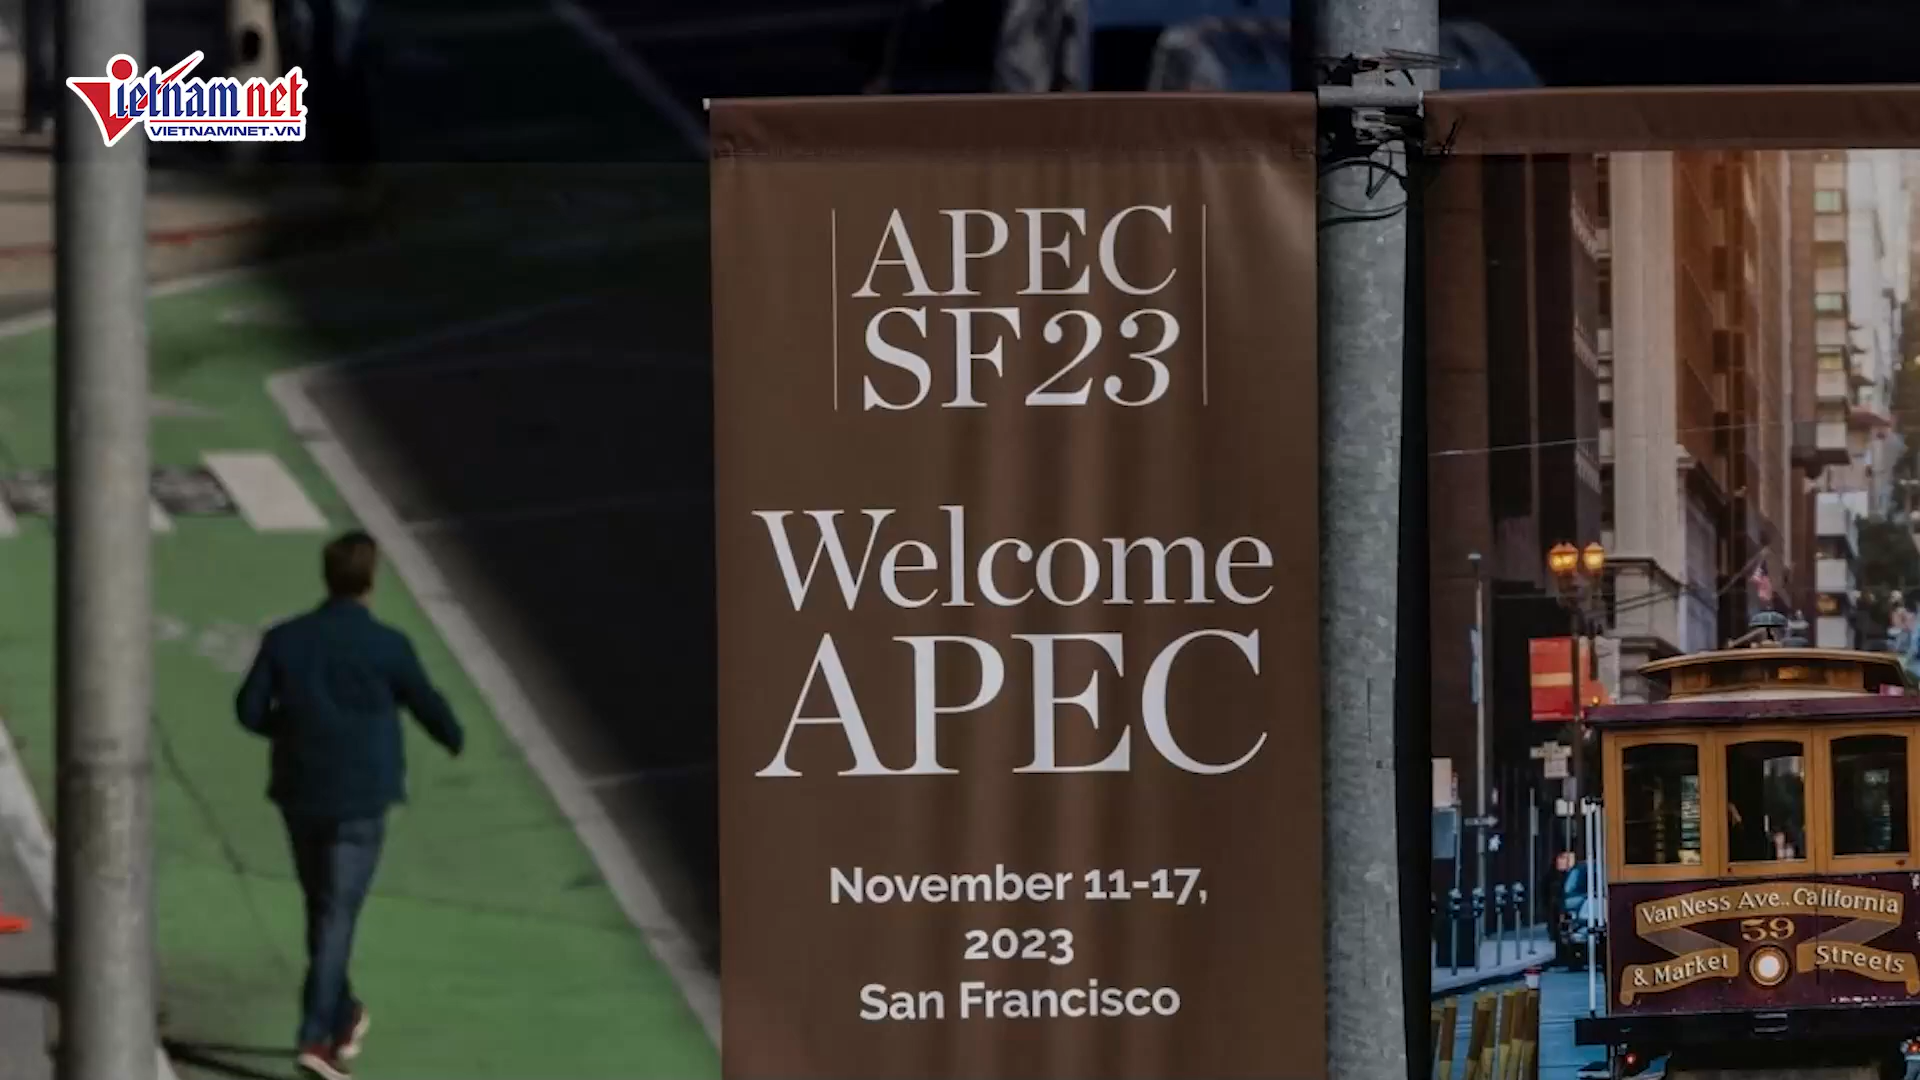 Vietnamnet
VIETNAMNET.VN
APEC
SF23
Welcome
APEC
November 11-17,
2023
San Francisco
Van Ness Ave., California
59
& Market Streets